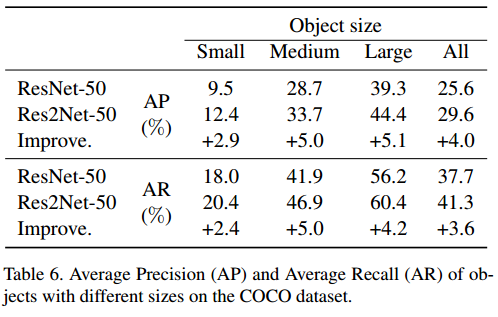 Object size
Small Medium Large All
ResNet-50 AP (%) 9.5 28.7 39.3 25.6
Res2Net-50 12.4 33.7 44.4 29.6
Improve. +2.9 +5.0 +5.1 +4.0
ResNet-50 AR (%) 18.0 41.9 56.2 37.7
Res2Net-50 20.4 46.9 60.4 41.3
Improve. +2.4 +5.0 +4.2 +3.6
Table 6. Average Precision (AP) and Average Recall (AR) of ob-
jects with different sizes on the COCO dataset.